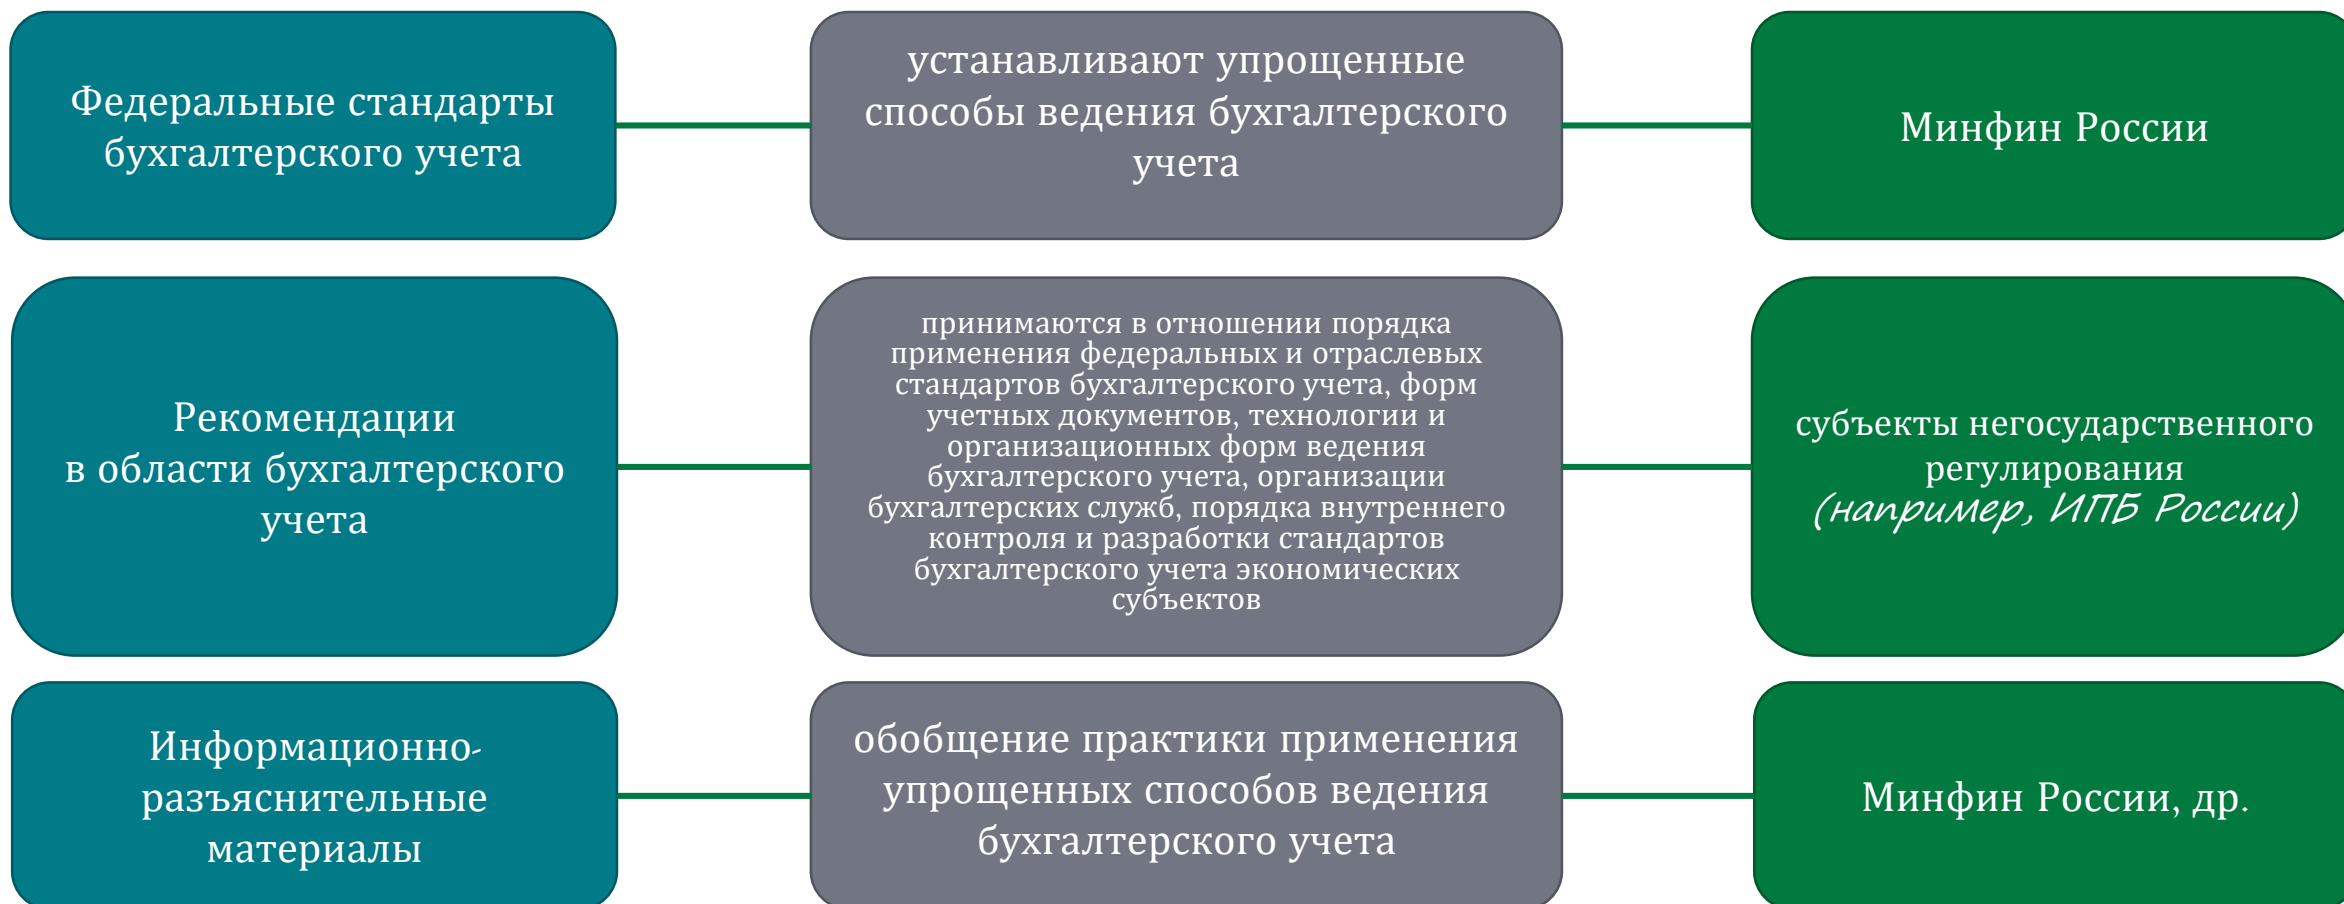 Федеральные стандарты
бухгалтерского учета
устанавливают упрощенные
способы ведения бухгалтерского
учета
Минфин России
Рекомендации
в области бухгалтерского
учета
принимаются в отношении порядка
применения федеральных и отраслевых
стандартов бухгалтерского учета, форм
учетных документов, технологии и
организационных форм ведения
бухгалтерского учета, организации
бухгалтерских служб, порядка внутреннего
контроля и разработки стандартов
бухгалтерского учета экономических
субъектов
субъекты негосударственного
регулирования
(например, ИПБ России)
Информационно-
разъяснительные
материалы
обобщение практики применения
упрощенных способов ведения
бухгалтерского учета
Минфин России, др.